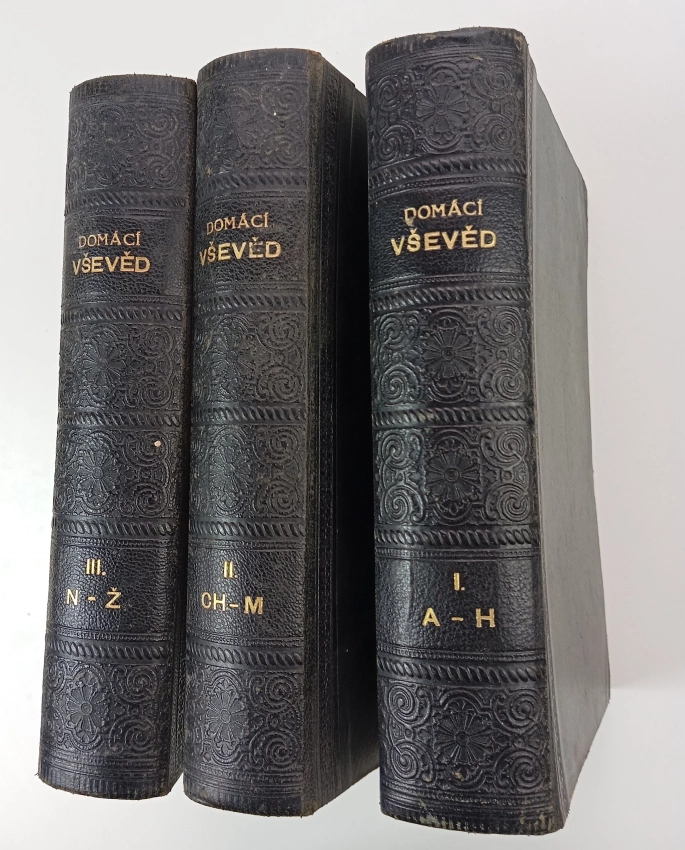 DOMÁCÍ
VŠEVĚD
III.
N - Ž
DOMÁCÍ
VŠEVĚD
II.
CH - M
DOMÁCÍ
VŠEVĚD
I.
A - H